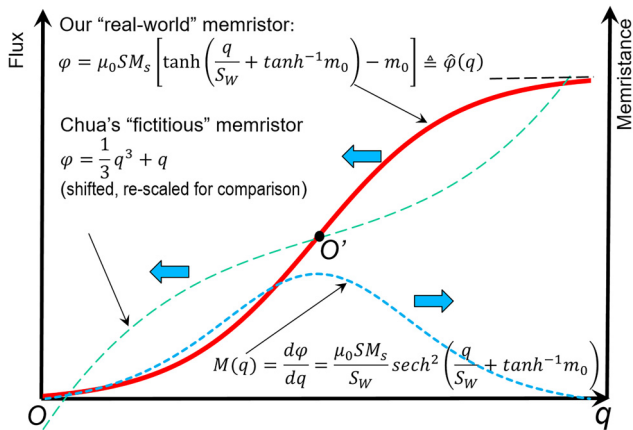 Our “real-world” memristor:
φ = μ₀SMₛ [tanh (q/S_W + tanh⁻¹m₀) − m₀] ≜ φ̂(q)
Chua’s “fictitious” memristor
φ = 1/3 q³ + q
(shifted, re-scaled for comparison)
Flux
Memristance
O’
M(q) = dφ/dq = μ₀SMₛ/S_W sech² (q/S_W + tanh⁻¹m₀)
O
q